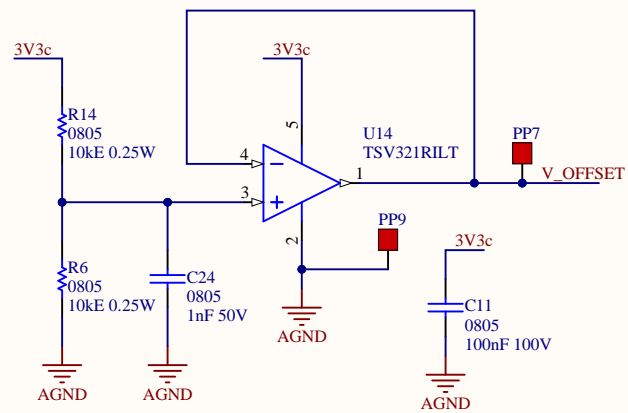 3V3c
3V3c
R14
0805
10kE 0.25W
5
U14
TSV321RILT
4
1
3
2
PP7
V_OFFSET
PP9
R6
0805
10kE 0.25W
C24
0805
1nF 50V
AGND
3V3c
C11
0805
100nF 100V
AGND
AGND
AGND